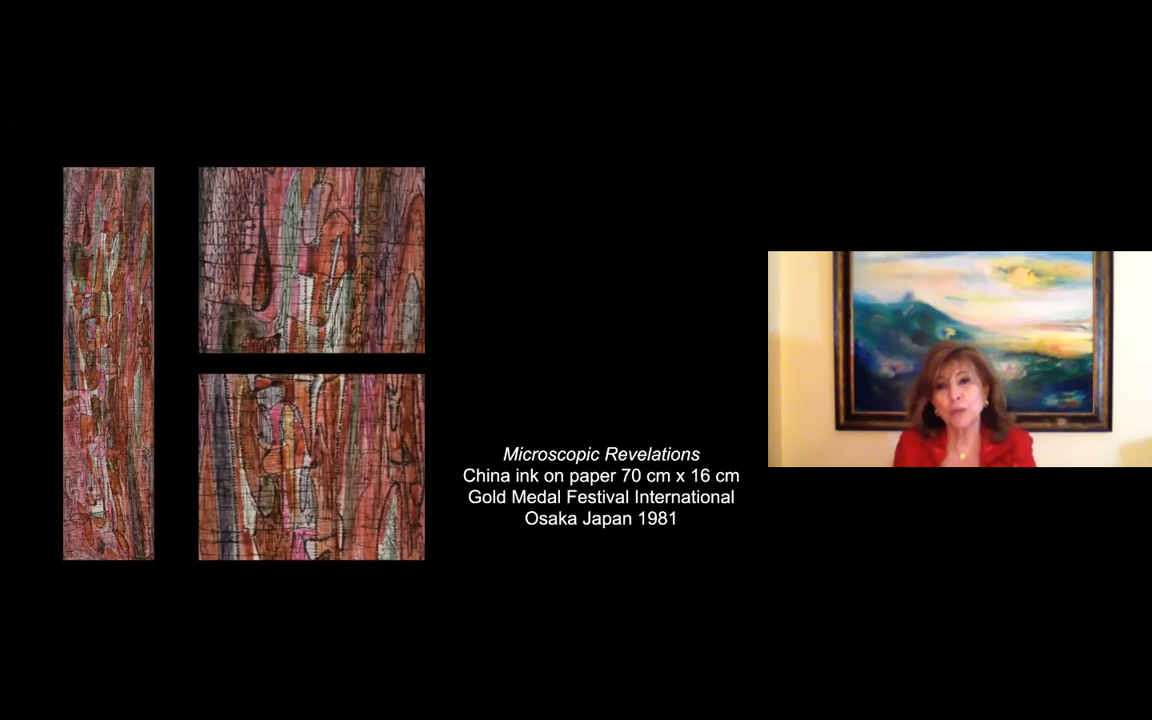 Microscopic Revelations
China ink on paper 70 cm x 16 cm
Gold Medal Festival International
Osaka Japan 1981